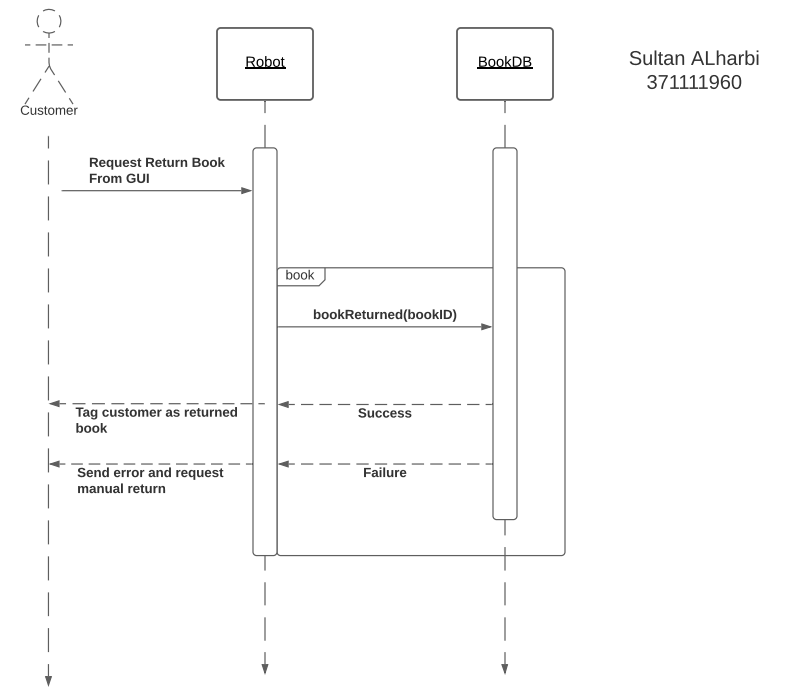 Robot
BookDB
Sultan ALharbi
371111960
Customer
Request Return Book
From GUI
book
bookReturned(bookID)
Tag customer as returned
book
Success
Send error and request
manual return
Failure